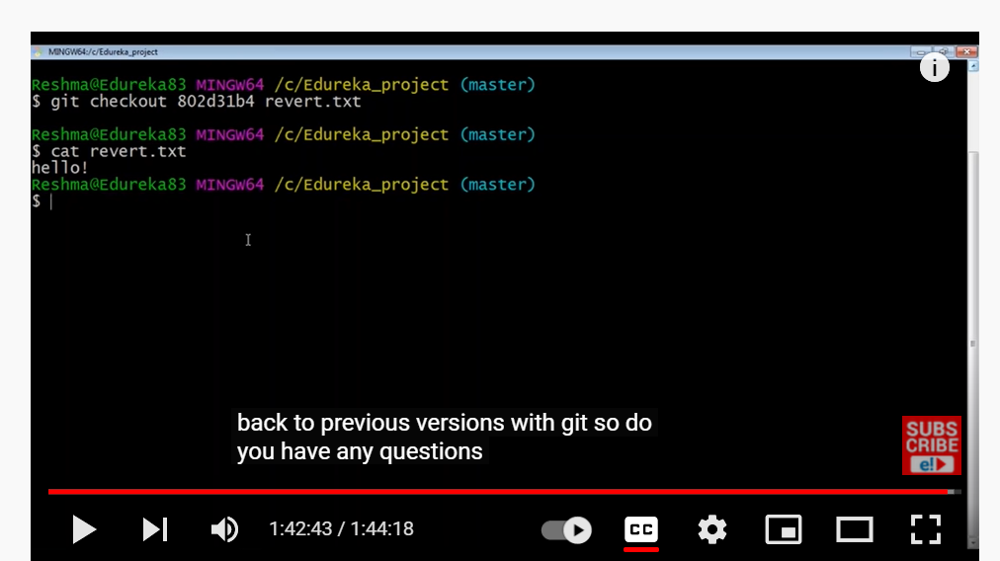 MINGW64:/c/Edureka_project
Reshma@Edureka83 MINGW64 /c/Edureka_project (master)
$ git checkout 802d31b4 revert.txt
Reshma@Edureka83 MINGW64 /c/Edureka_project (master)
$ cat revert.txt
hello!
Reshma@Edureka83 MINGW64 /c/Edureka_project (master)
$
back to previous versions with git so do
you have any questions
SUBS
CRIBE
e!
1:42:43 / 1:44:18
CC